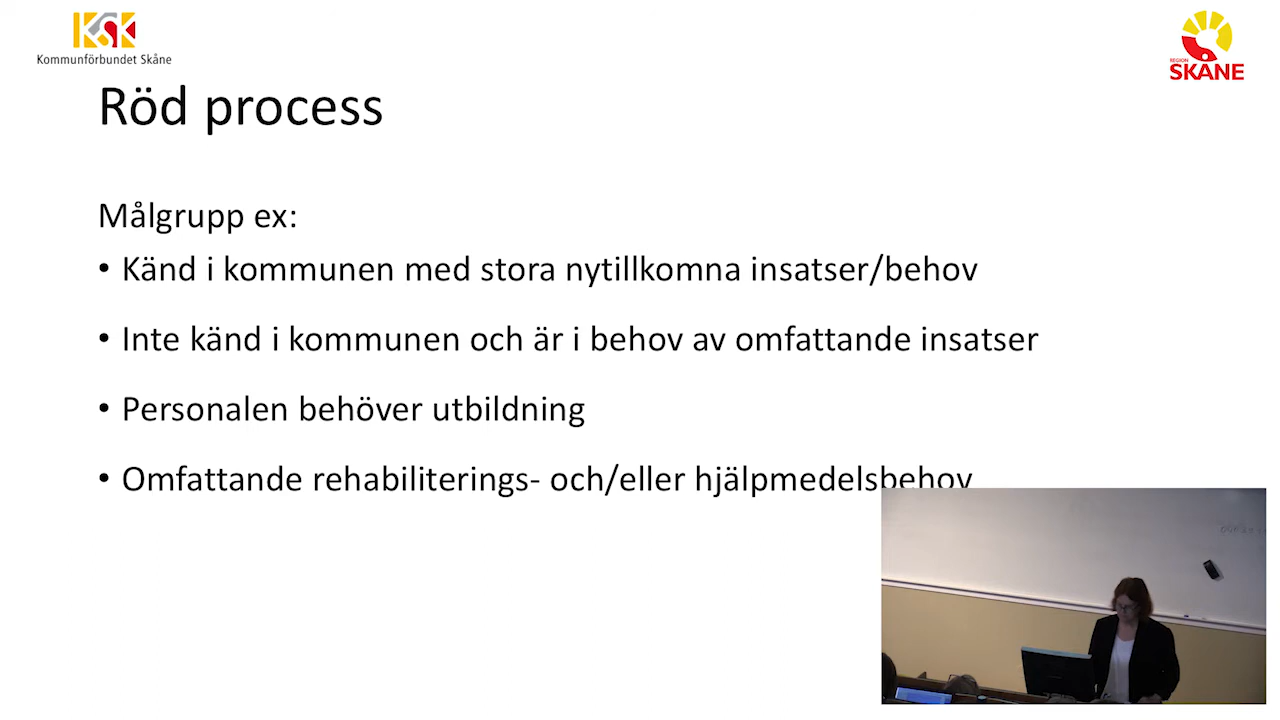 KSK
Kommunförbundet Skåne
REGION
SKÅNE
Röd process
Målgrupp ex:
• Känd i kommunen med stora nytillkomna insatser/behov
• Inte känd i kommunen och är i behov av omfattande insatser
• Personalen behöver utbildning
• Omfattande rehabiliterings- och/eller hjälpmedelsbehov